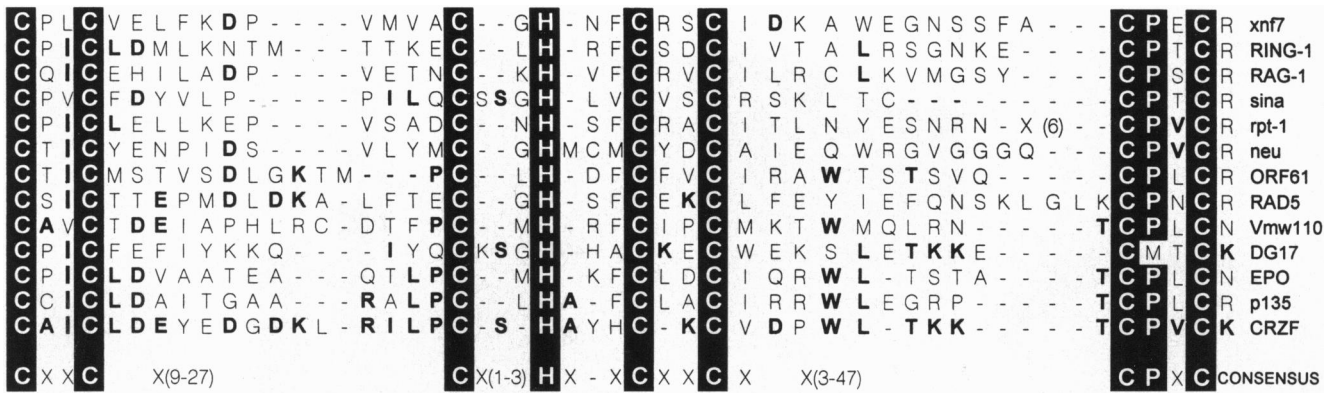 C P L C V E L F K D P - - - - V M V A C - - G H - N F C R S C I D K A W E G N S S F A - - - C P E C R xnf7
C P I C L D M L K N T M - - - T T K E C - - L H - R F C S D C I V T A L R S G N K E - - - - C P T C R RING-1
C Q I C E H I L A D P - - - - V E T N C - - K H - V F C R V C I L R C L K V M G S Y - - - - C P S C R RAG-1
C P V C F D Y V L P - - - - - P I L Q C S S G H - L V C V S C R S K L T C - - - - - - - - - C P T C R sina
C P I C L E L L K E P - - - - V S A D C - - N H - S F C R A C I T L N Y E S N R N - X (6) - - C P V C R rpt-1
C T I C Y E N P I D S - - - - V L Y M C - - G H M C M C Y D C A I E Q W R G V G G G Q - - - C P V C R neu
C T I C M S T V S D L G K T M - - - P C - - L H - D F C F V C I R A W T S T S V Q - - - - - C P L C R ORF61
C S I C T T E P M D L D K A - L F T E C - - G H - S F C E K C L F E Y I E F Q N S K L G L K C P N C R RAD5
C A V C T D E I A P H L R C - D T F P C - - M H - R F C I P C M K T W M Q L R N - - - - - T C P L C N Vmw110
C P I C F E F I Y K K Q - - - - I Y Q C K S G H - H A C K E C W E K S L E T K K E - - - - - C M T C K DG17
C P I C L D V A A T E A - - - Q T L P C - - M H - K F C L D C I Q R W L - T S T A - - - - T C P L C N EPO
C C I C L D A I T G A A - - - R A L P C - - L H A - F C L A C I R R W L E G R P - - - - - T C P L C R p135
C A I C L D E Y E D G D K L - R I L P C - S - H A Y H C - K C V D P W L - T K K - - - - - T C P V C K CRZF
C X X C X(9-27) C X(1-3) H X - X C X X C X X(3-47) C P X C CONSENSUS